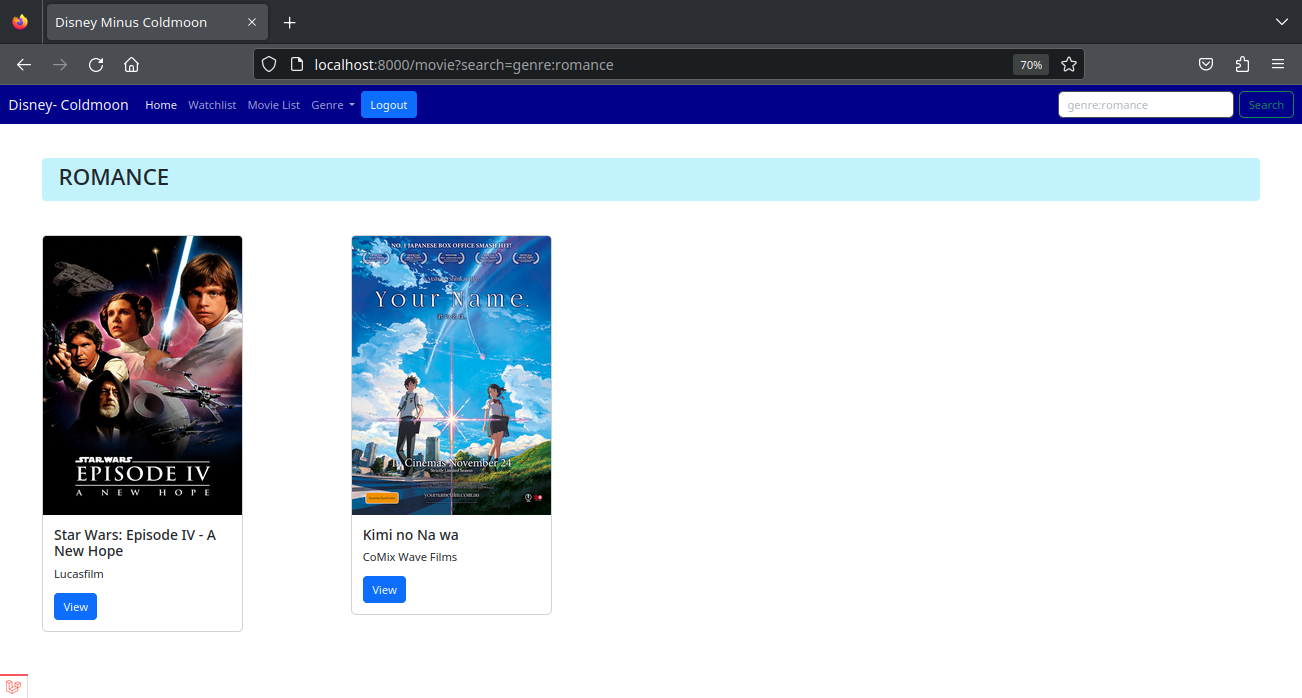 Disney Minus Coldmoon
localhost:8000/movie?search=genre:romance
70%
Disney- Coldmoon
Home
Watchlist
Movie List
Genre
Logout
genre:romance
Search
ROMANCE
STAR WARS
EPISODE IV
A NEW HOPE
Star Wars: Episode IV - A
New Hope
Lucasfilm
View
NO. 1 JAPANESE BOX OFFICE SMASH HIT!
Your Name.
In Cinemas November 24
yournamefilm.com.au
Kimi no Na wa
CoMix Wave Films
View